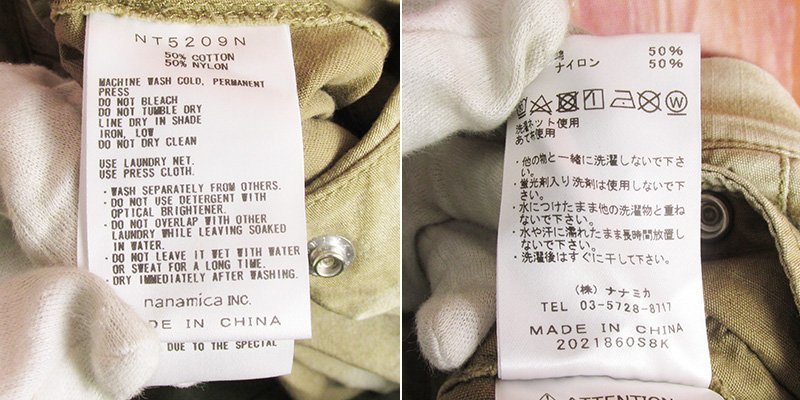 NT5209N
50% COTTON
50% NYLON
MACHINE WASH COLD, PERMANENT
PRESS
DO NOT BLEACH
DO NOT TUMBLE DRY
LINE DRY IN SHADE
IRON, LOW
DO NOT DRY CLEAN
USE LAUNDRY NET.
USE PRESS CLOTH.
・WASH SEPARATELY FROM OTHERS.
・DO NOT USE DETERGENT WITH
OPTICAL BRIGHTENER.
・DO NOT OVERLAP WITH OTHER
LAUNDRY WHILE LEAVING SOAKED
IN WATER.
・DO NOT LEAVE IT WET WITH WATER
OR SWEAT FOR A LONG TIME.
・DRY IMMEDIATELY AFTER WASHING.
nanamica INC.
DE IN CHINA
DUE TO THE SPECIAL
綿 50%
ナイロン 50%
洗濯ネット使用
あて布使用
・他の物と一緒に洗濯しないで下さ
い。
・蛍光剤入り洗剤は使用しないで下
さい。
・水につけたまま他の洗濯物と重ね
ないで下さい。
・水や汗に濡れたまま長時間放置し
ないで下さい。
・洗濯後はすぐに干して下さい。
(株) ナナミカ
TEL 03-5728-8717
MADE IN CHINA
2021860S8K
ATTENTION